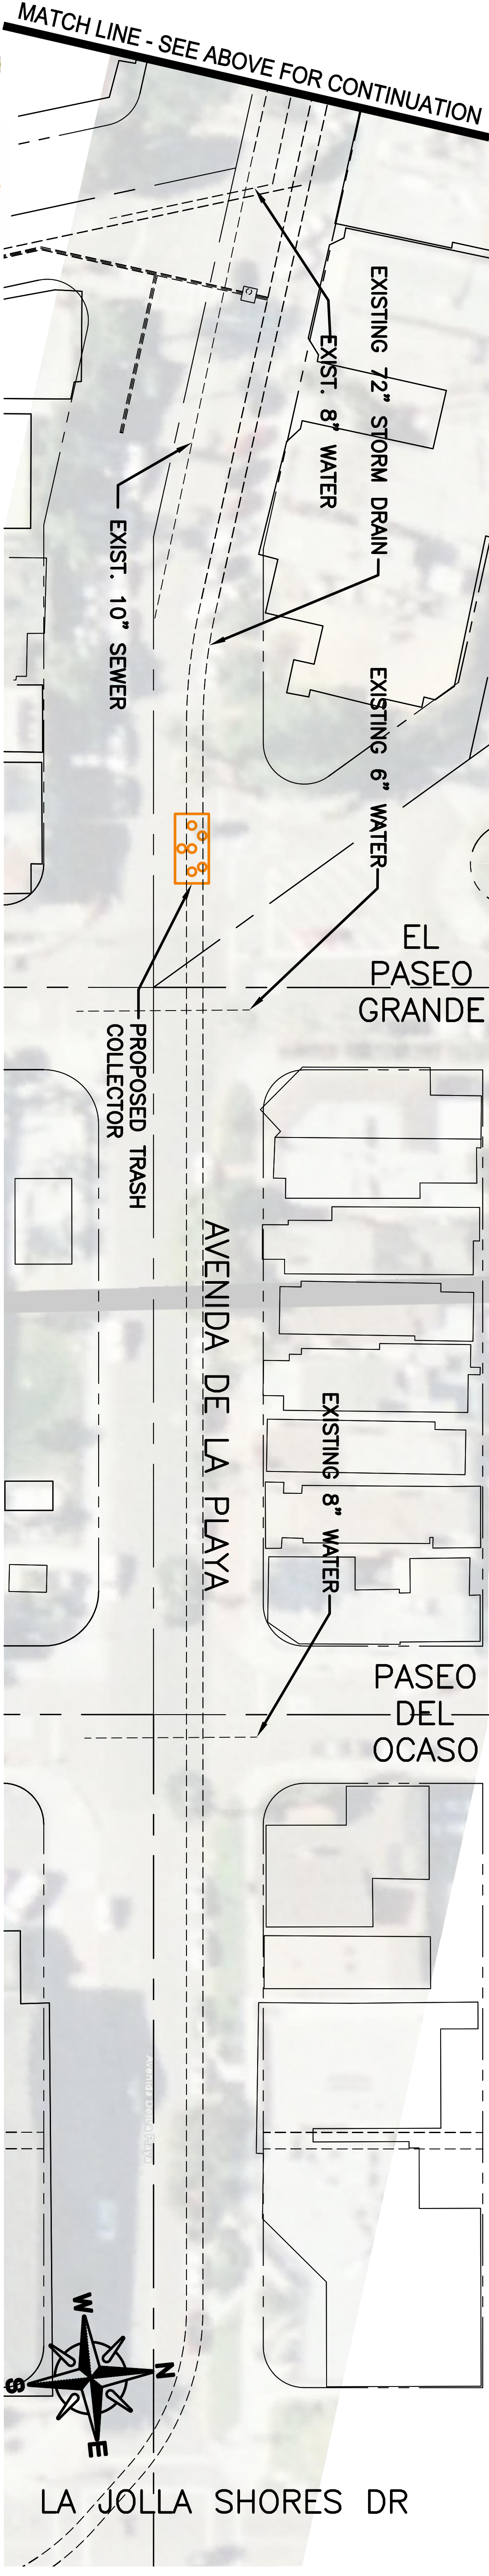 MATCH LINE - SEE ABOVE FOR CONTINUATION
EXISTING 72" STORM DRAIN
EXIST. 8" WATER
EXIST. 10" SEWER
EXISTING 6" WATER
EL
PASEO
GRANDE
PROPOSED TRASH
COLLECTOR
AVENIDA DE LA PLAYA
EXISTING 8" WATER
PASEO
DEL
OCASO
W
N
S
E
LA JOLLA SHORES DR